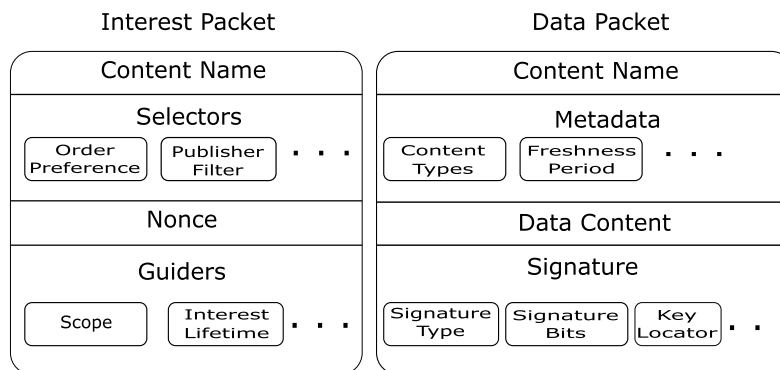 Interest Packet
Content Name
Selectors
Order
Preference
Publisher
Filter
. . .
Nonce
Guiders
Scope
Interest
Lifetime
. . .
Data Packet
Content Name
Metadata
Content
Types
Freshness
Period
. . .
Data Content
Signature
Signature
Type
Signature
Bits
Key
Locator
. .